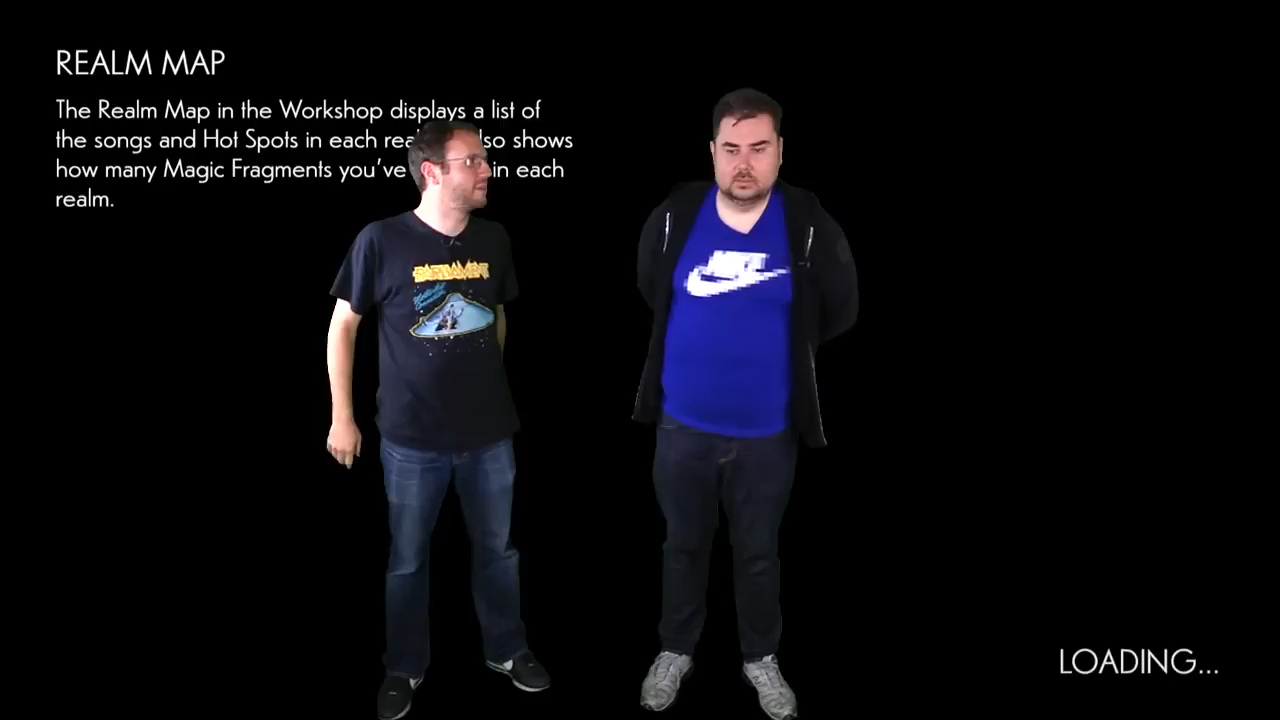 REALM MAP
The Realm Map in the Workshop displays a list of
the songs and Hot Spots in each lso shows
how many Magic Fragments you've in each
realm.
PARLIAMENT
LOADING...